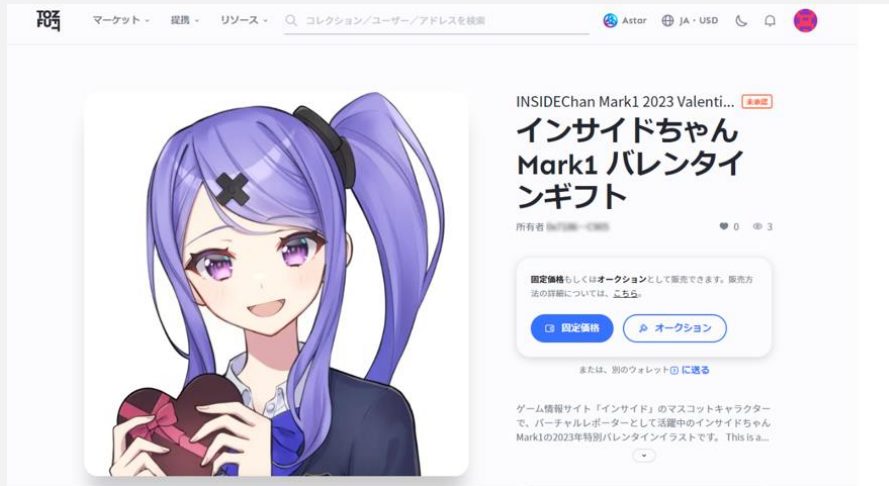 TOFU
マーケット
提携
リソース
コレクション／ユーザー／アドレスを検索
Astar
JA · USD
INSIDEChan Mark1 2023 Valenti...
未承認
インサイドちゃん
Mark1 バレンタイ
ンギフト
所有者
0
3
固定価格もしくはオークションとして販売できます。販売方
法の詳細については、こちら。
固定価格
オークション
または、別のウォレットに送る
ゲーム情報サイト「インサイド」のマスコットキャラクター
で、バーチャルレポーターとして活躍中のインサイドちゃん
Mark1の2023年特別バレンタインイラストです。 This is a...